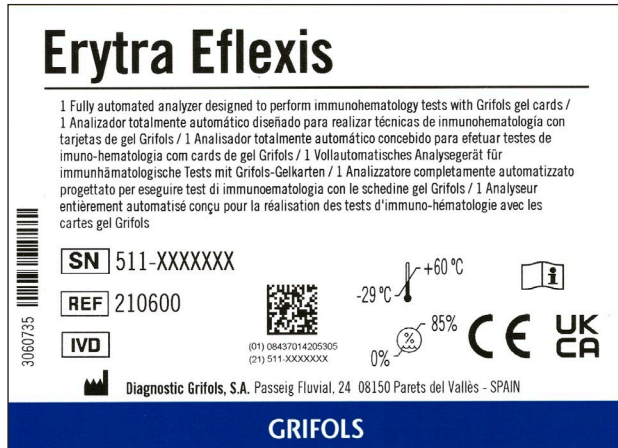 Erytra Eflexis
1 Fully automated analyzer designed to perform immunohematology tests with Grifols gel cards /
1 Analizador totalmente automático diseñado para realizar técnicas de inmunohematología con
tarjetas de gel Grifols / 1 Analisador totalmente automático concebido para efetuar testes de
imuno-hematologia com cards de gel Grifols / 1 Vollautomatisches Analysegerät für
immunhämatologische Tests mit Grifols-Gelkarten / 1 Analizzatore completamente automatizzato
progettato per eseguire test di immunoematologia con le schedine gel Grifols / 1 Analyseur
entièrement automatisé conçu pour la réalisation des tests d'immuno-hématologie avec les
cartes gel Grifols
SN 511-XXXXXXX
REF 210600
IVD
3060735
(01) 08437014205305
(21) 511-XXXXXXX
+60 ºC
-29 ºC
85%
%
0%
i
CE
UK
CA
Diagnostic Grifols, S.A. Passeig Fluvial, 24 08150 Parets del Vallès - SPAIN
GRIFOLS